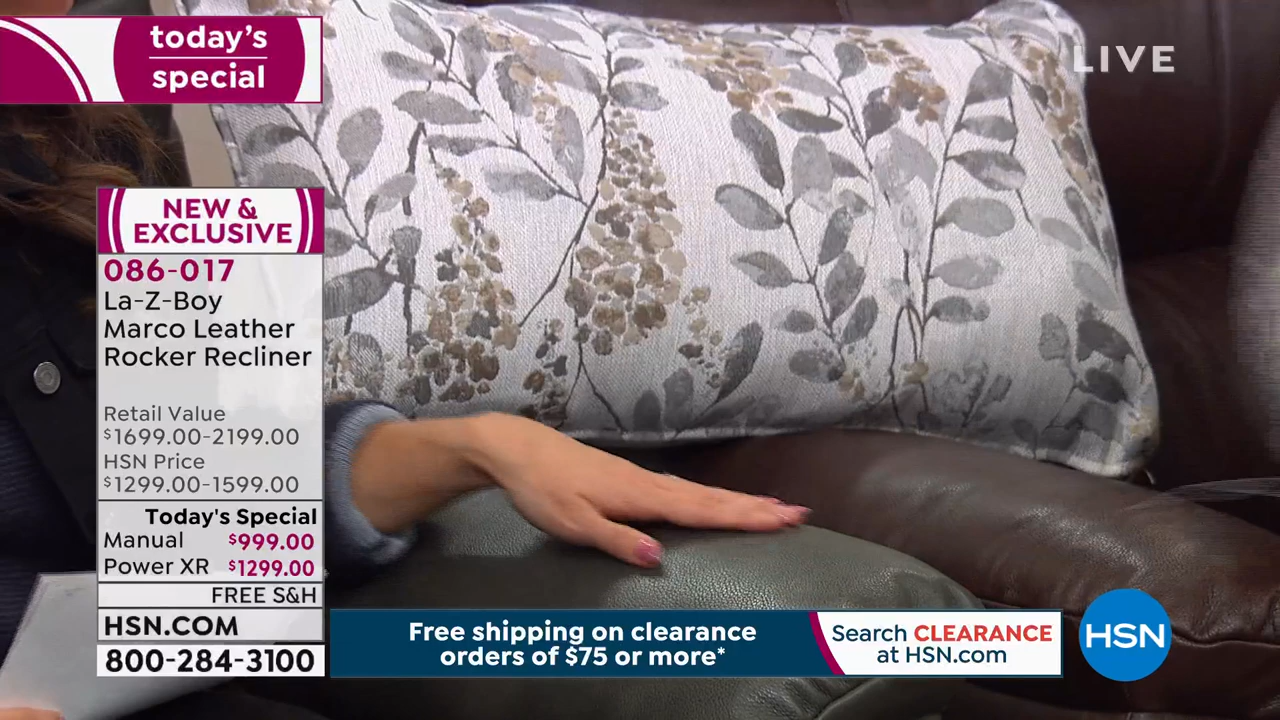 today's
special
LIVE
NEW &
EXCLUSIVE
086-017
La-Z-Boy
Marco Leather
Rocker Recliner
Retail Value
$1699.00-2199.00
HSN Price
$1299.00-1599.00
Today's Special
Manual $999.00
Power XR $1299.00
FREE S&H
HSN.COM
800-284-3100
Free shipping on clearance
orders of $75 or more*
Search CLEARANCE
at HSN.com
HSN